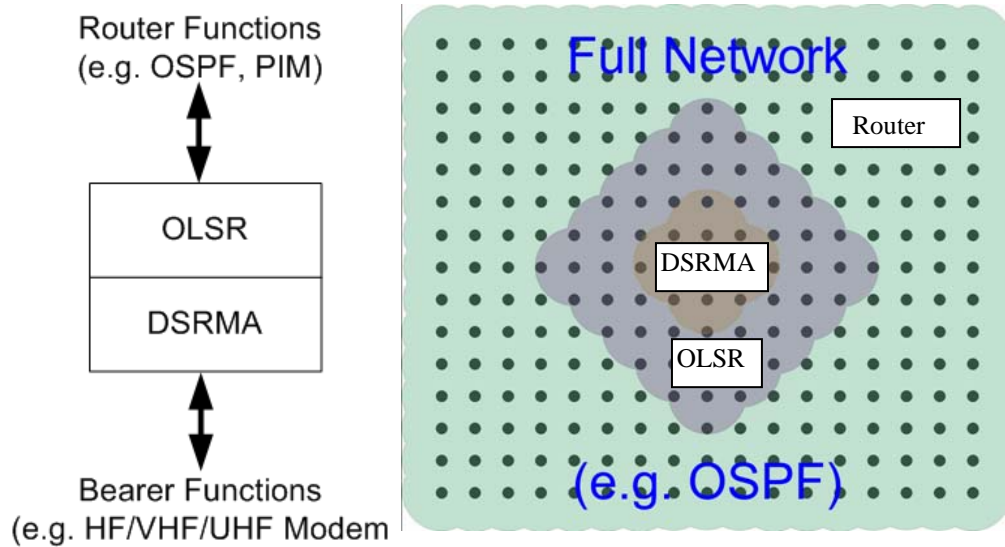 Router Functions
(e.g. OSPF, PIM)
OLSR
DSRMA
Bearer Functions
(e.g. HF/VHF/UHF Modem
Full Network
Router
DSRMA
OLSR
(e.g. OSPF)